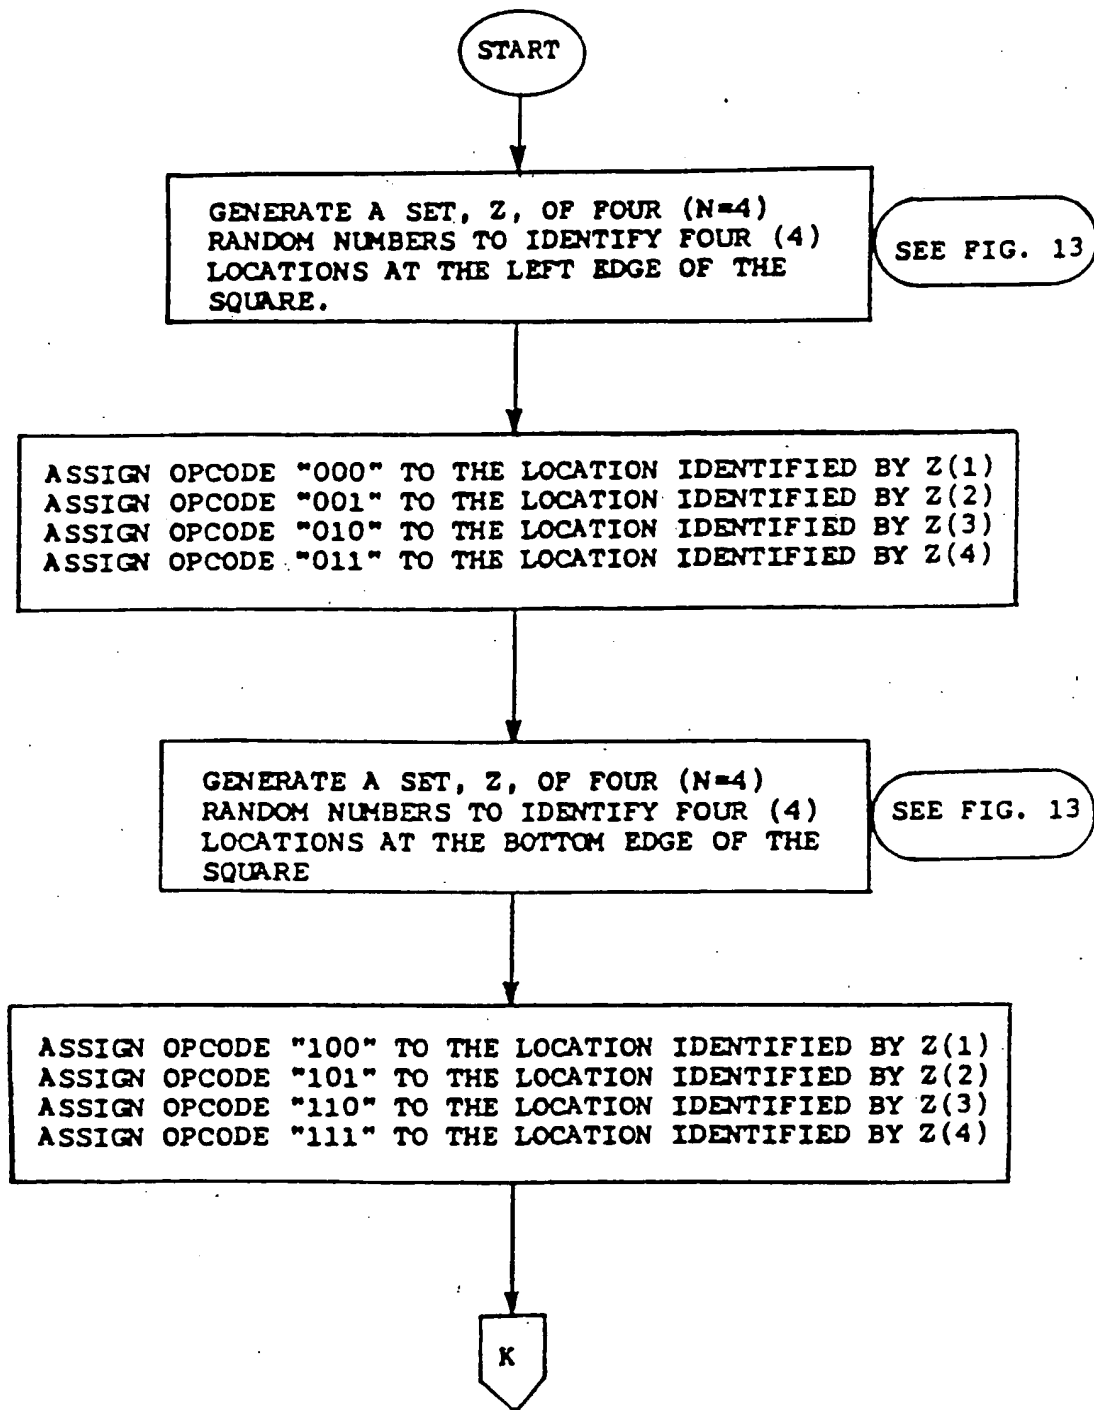 START
GENERATE A SET, Z, OF FOUR (N=4)
RANDOM NUMBERS TO IDENTIFY FOUR (4)
LOCATIONS AT THE LEFT EDGE OF THE
SQUARE.
SEE FIG. 13
ASSIGN OPCODE "000" TO THE LOCATION IDENTIFIED BY Z(1)
ASSIGN OPCODE "001" TO THE LOCATION IDENTIFIED BY Z(2)
ASSIGN OPCODE "010" TO THE LOCATION IDENTIFIED BY Z(3)
ASSIGN OPCODE "011" TO THE LOCATION IDENTIFIED BY Z(4)
GENERATE A SET, Z, OF FOUR (N=4)
RANDOM NUMBERS TO IDENTIFY FOUR (4)
LOCATIONS AT THE BOTTOM EDGE OF THE
SQUARE
SEE FIG. 13
ASSIGN OPCODE "100" TO THE LOCATION IDENTIFIED BY Z(1)
ASSIGN OPCODE "101" TO THE LOCATION IDENTIFIED BY Z(2)
ASSIGN OPCODE "110" TO THE LOCATION IDENTIFIED BY Z(3)
ASSIGN OPCODE "111" TO THE LOCATION IDENTIFIED BY Z(4)
K